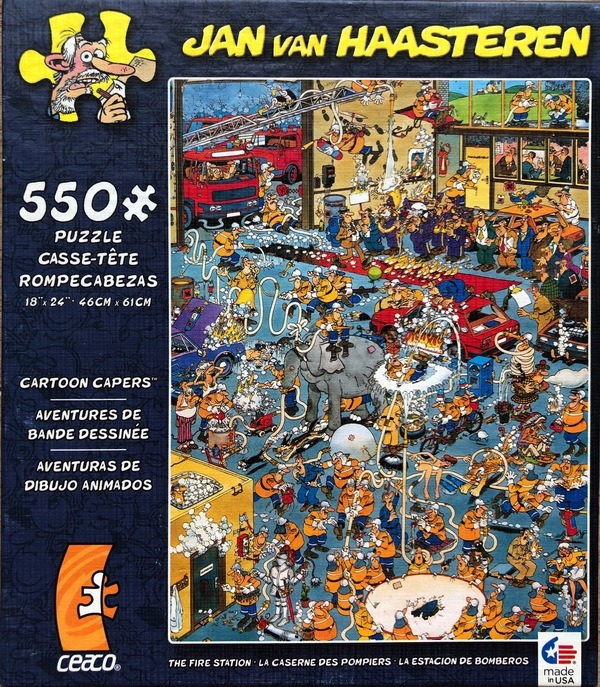 JAN VAN HAASTEREN
550
PUZZLE
CASSE-TÊTE
ROMPECABEZAS
18" x 24" · 46CM x 61CM
CARTOON CAPERS™
AVENTURES DE
BANDE DESSINÉE
AVENTURAS DE
DIBUJO ANIMADOS
ceaco®
THE FIRE STATION · LA CASERNE DES POMPIERS · LA ESTACION DE BOMBEROS
made
in USA